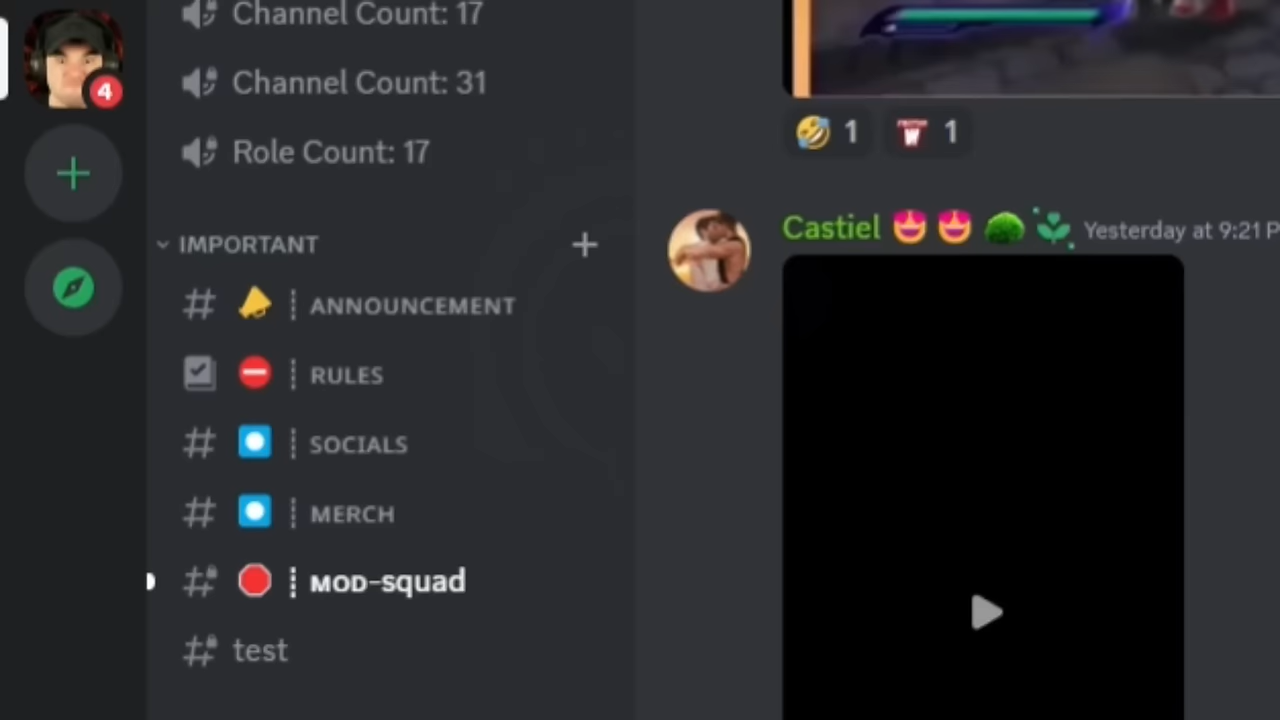 Channel Count: 17
Channel Count: 31
Role Count: 17
IMPORTANT
ANNOUNCEMENT
RULES
SOCIALS
MERCH
ᴍᴏᴅ-squad
test
4
1 1
Castiel Yesterday at 9:21 P